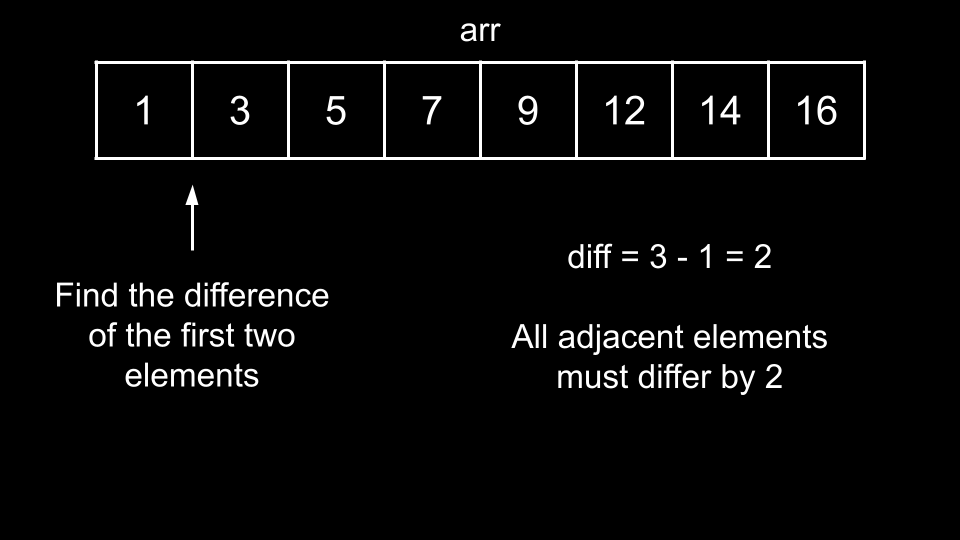 arr
1 3 5 7 9 12 14 16
diff = 3 - 1 = 2
Find the difference
of the first two
elements
All adjacent elements
must differ by 2